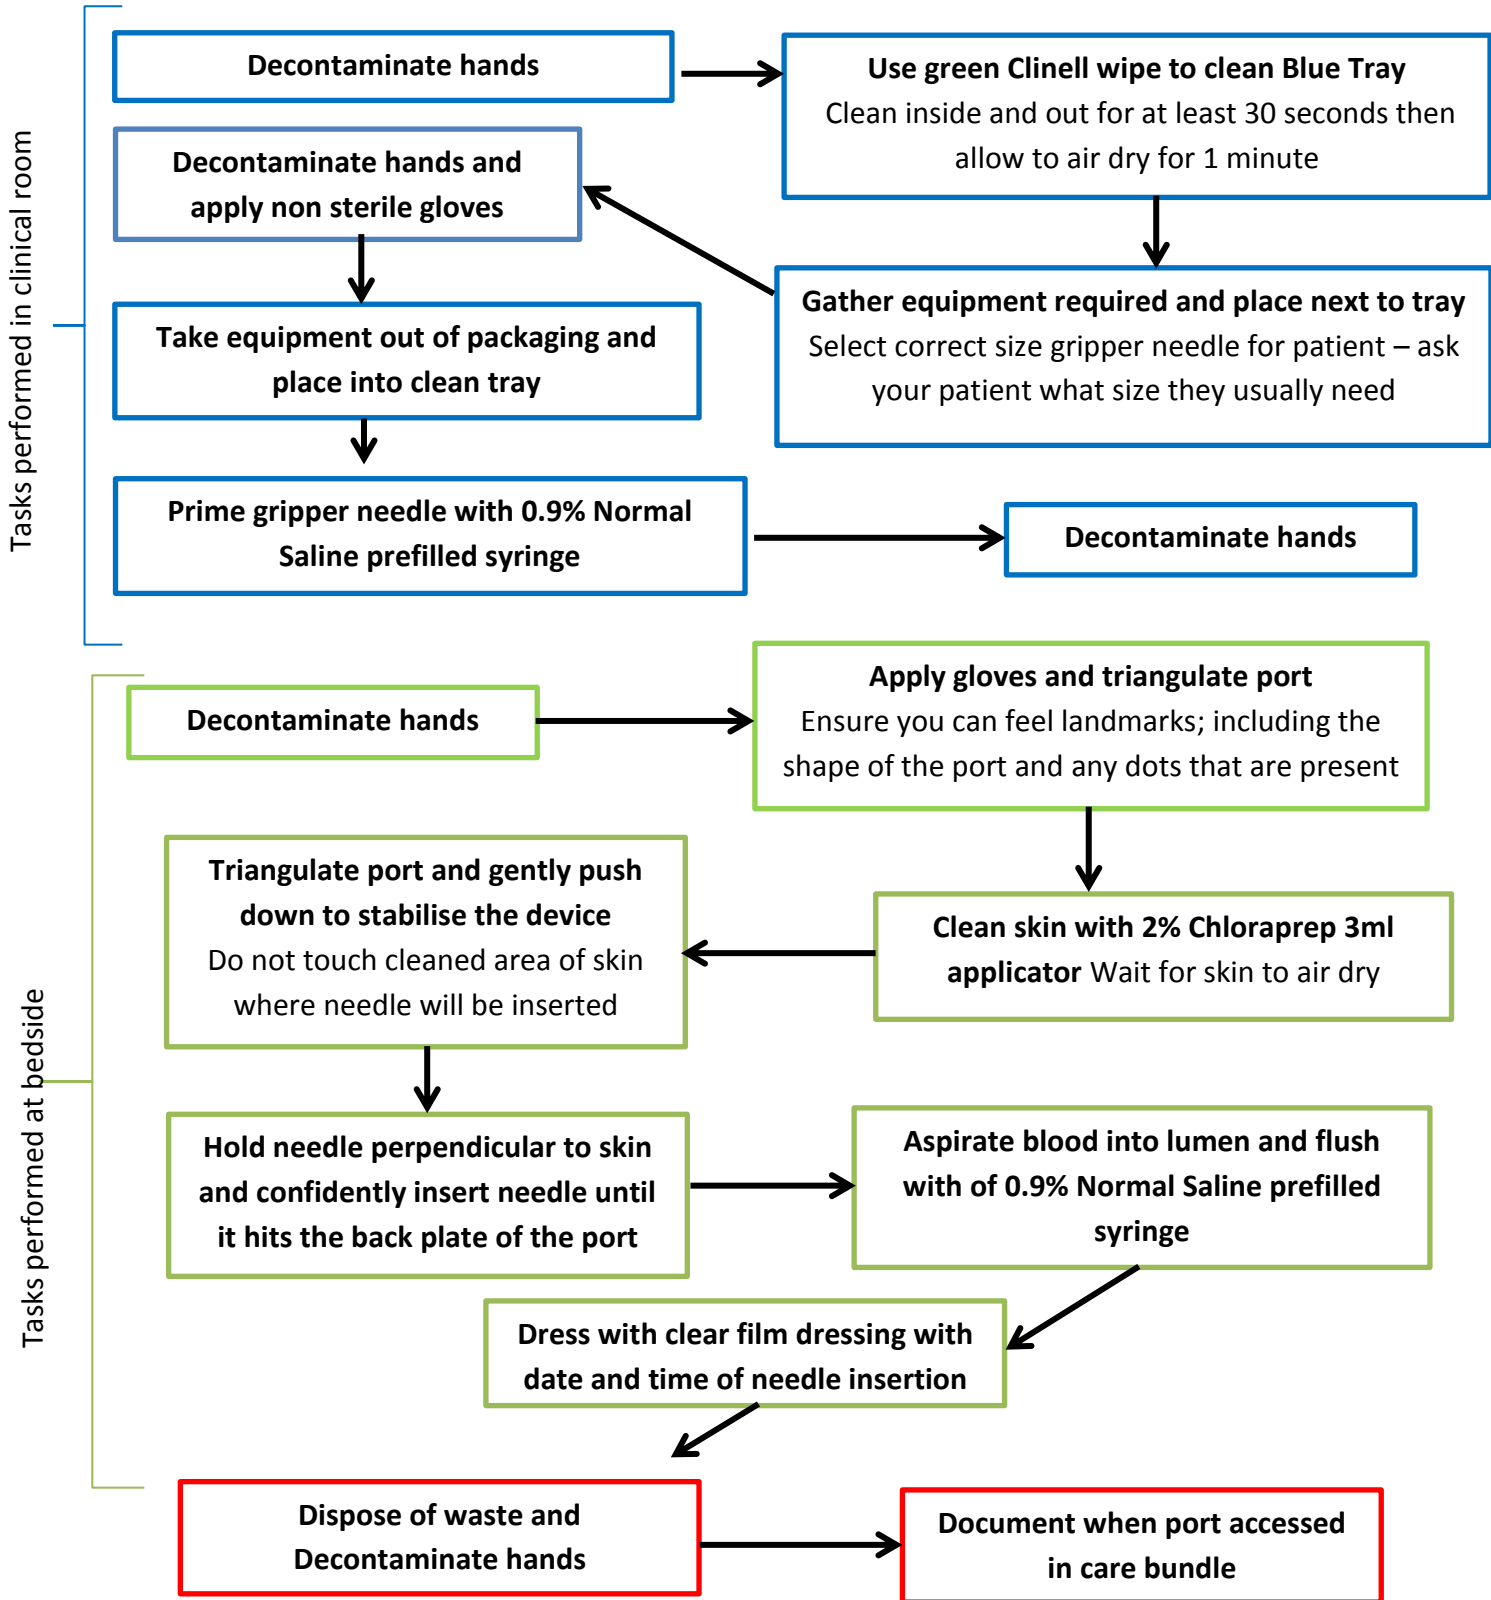 Tasks performed in clinical room
Decontaminate hands
Use green Clinell wipe to clean Blue Tray
Clean inside and out for at least 30 seconds then
allow to air dry for 1 minute
Gather equipment required and place next to tray
Select correct size gripper needle for patient – ask
your patient what size they usually need
Decontaminate hands and
apply non sterile gloves
Take equipment out of packaging and
place into clean tray
Prime gripper needle with 0.9% Normal
Saline prefilled syringe
Decontaminate hands
Tasks performed at bedside
Decontaminate hands
Apply gloves and triangulate port
Ensure you can feel landmarks; including the
shape of the port and any dots that are present
Clean skin with 2% Chloraprep 3ml
applicator Wait for skin to air dry
Triangulate port and gently push
down to stabilise the device
Do not touch cleaned area of skin
where needle will be inserted
Hold needle perpendicular to skin
and confidently insert needle until
it hits the back plate of the port
Aspirate blood into lumen and flush
with of 0.9% Normal Saline prefilled
syringe
Dress with clear film dressing with
date and time of needle insertion
Dispose of waste and
Decontaminate hands
Document when port accessed
in care bundle